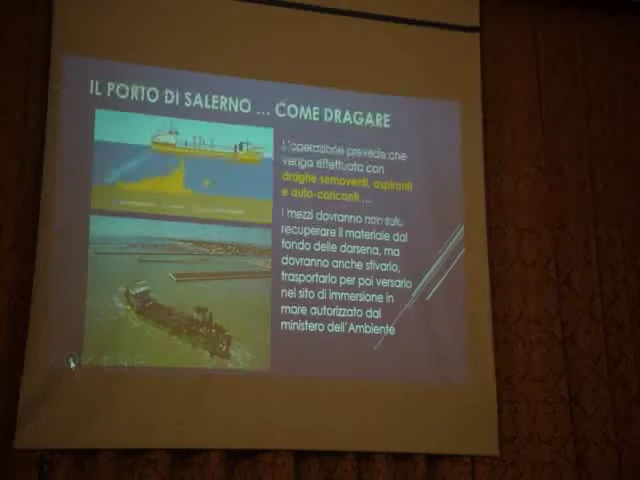 IL PORTO DI SALERNO ... COME DRAGARE
L'operazione prevede che
venga effettuata con
draghe semoventi, aspiranti
e auto-caricanti....
I mezzi dovranno non solo
recuperare il materiale dal
fondo delle darsena, ma
dovranno anche stivarlo,
trasportarlo per poi versarlo
nel sito di immersione in
mare autorizzato dal
ministero dell'Ambiente